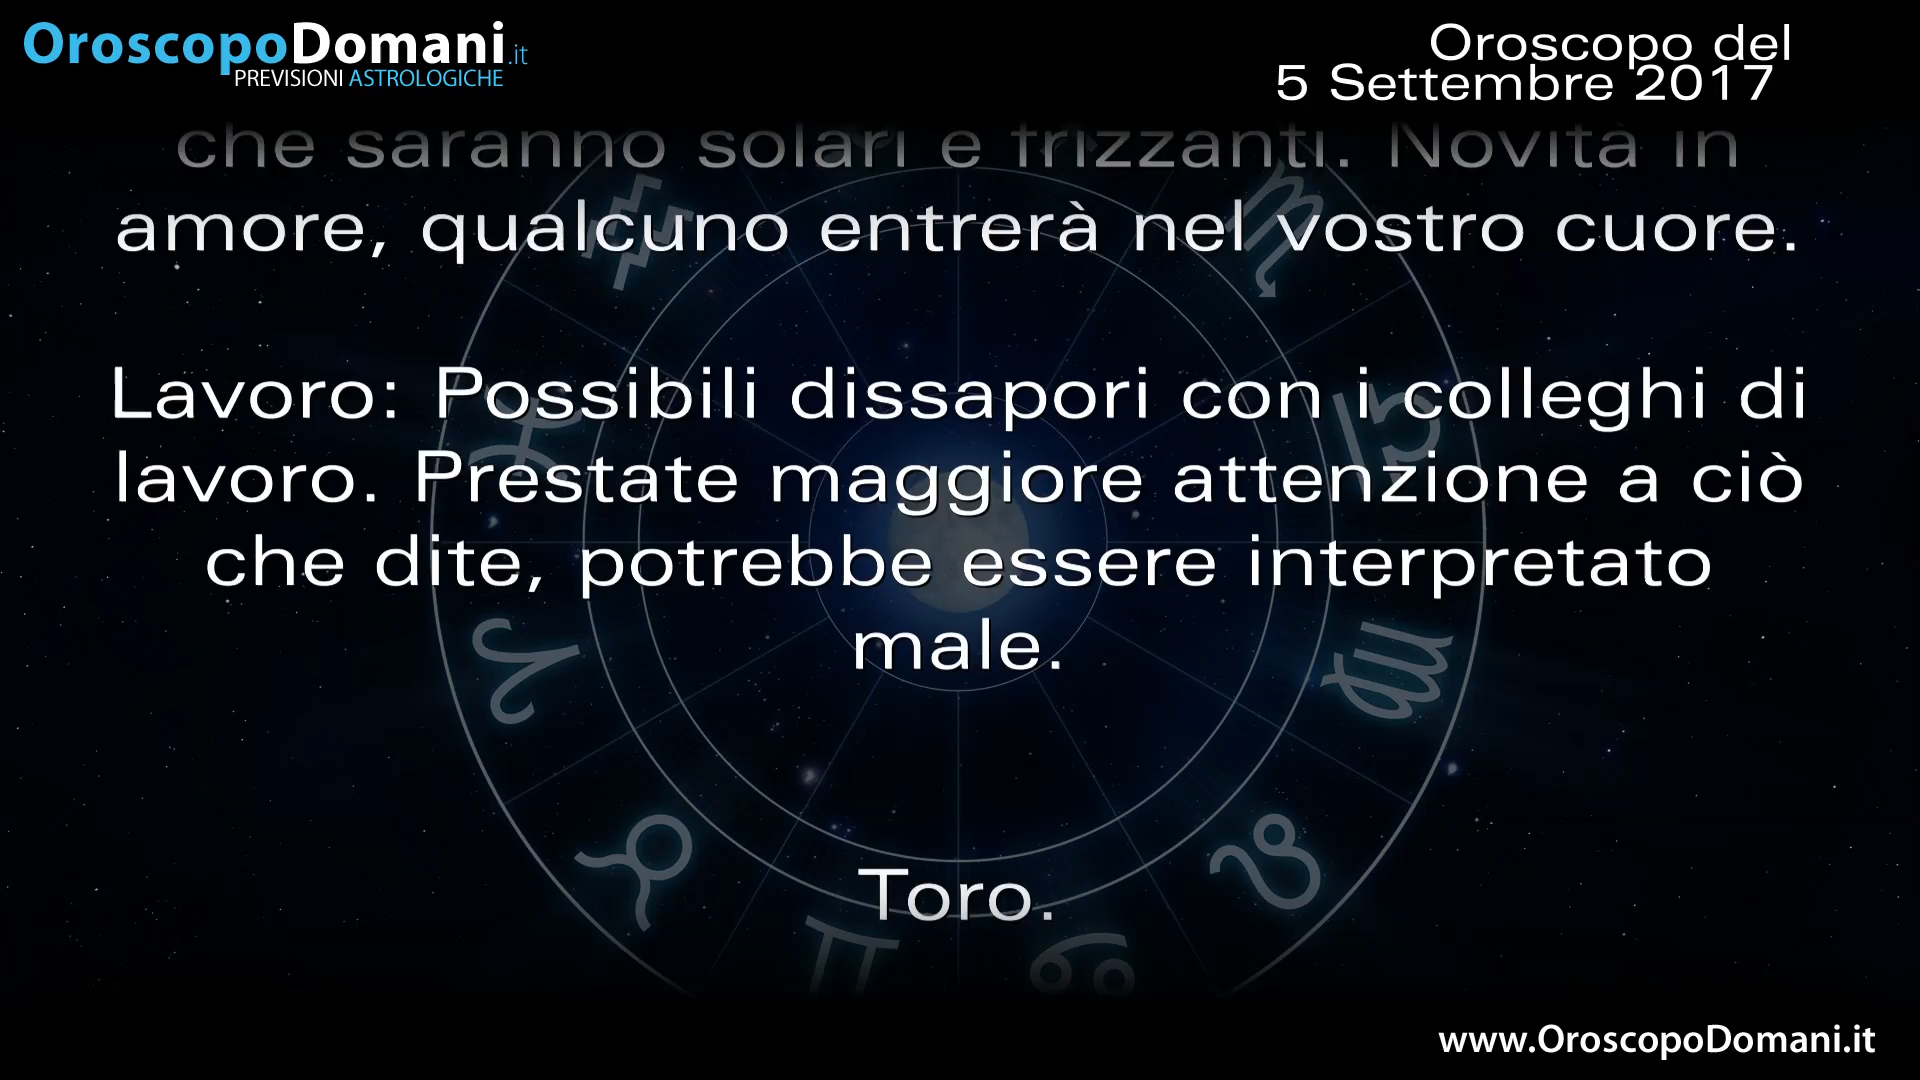 OroscopoDomani.it
PREVISIONI ASTROLOGICHE
Oroscopo del
5 Settembre 2017
che saranno solari e frizzanti. Novità in
amore, qualcuno entrerà nel vostro cuore.
Lavoro: Possibili dissapori con i colleghi di
lavoro. Prestate maggiore attenzione a ciò
che dite, potrebbe essere interpretato
male.
Toro.
www.OroscopoDomani.it